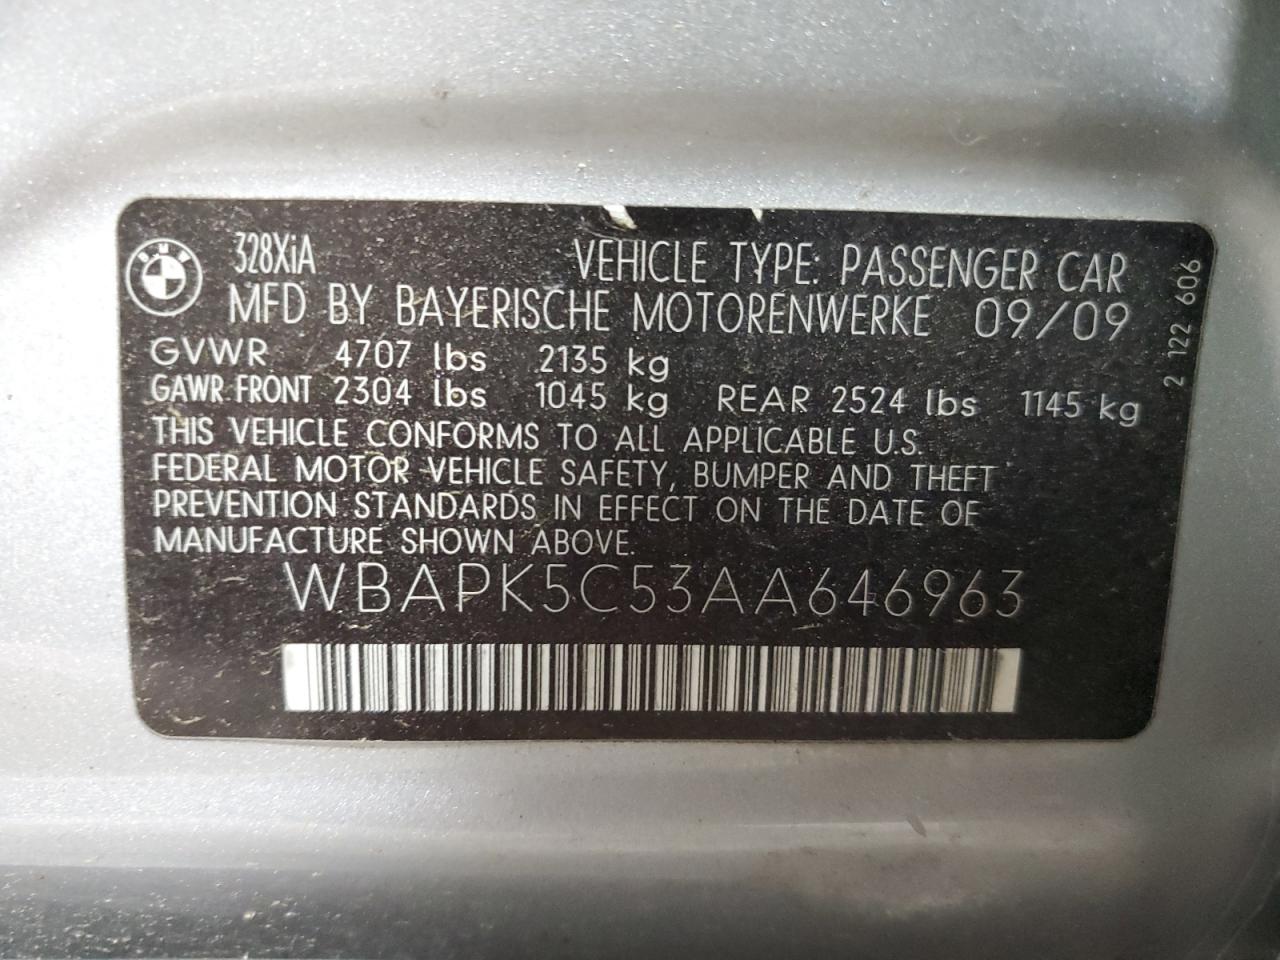 BMW
328XiA
VEHICLE TYPE: PASSENGER CAR
MFD BY BAYERISCHE MOTORENWERKE 09/09
GVWR 4707 lbs 2135 kg
GAWR FRONT 2304 lbs 1045 kg REAR 2524 lbs 1145 kg
THIS VEHICLE CONFORMS TO ALL APPLICABLE U.S.
FEDERAL MOTOR VEHICLE SAFETY, BUMPER AND THEFT
PREVENTION STANDARDS IN EFFECT ON THE DATE OF
MANUFACTURE SHOWN ABOVE.
WBAPK5C53AA646963
2 122 606